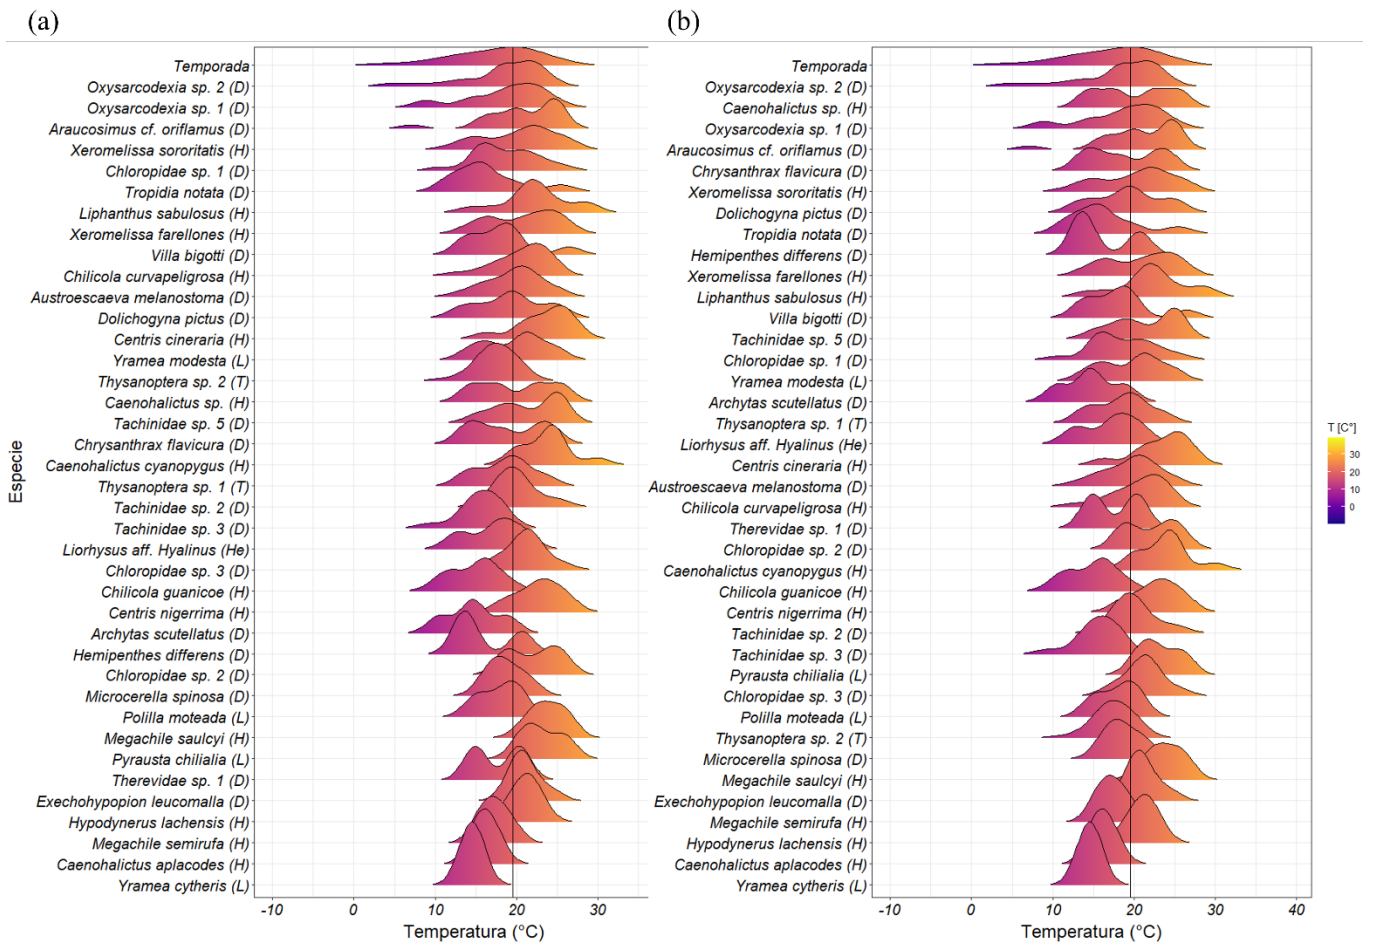 (a)
(b)
Temporada
Oxysarcodexia sp. 2 (D)
Oxysarcodexia sp. 1 (D)
Araucosimus cf. oriflamus (D)
Xeromelissa sororitatis (H)
Chloropidae sp. 1 (D)
Tropidia notata (D)
Liphanthus sabulosus (H)
Xeromelissa farellones (H)
Villa bigotti (D)
Chilicola curvapeligrosa (H)
Austroescaeva melanostoma (D)
Dolichogyna pictus (D)
Centris cineraria (H)
Yramea modesta (L)
Thysanoptera sp. 2 (T)
Caenohalictus sp. (H)
Tachinidae sp. 5 (D)
Chrysanthrax flavicura (D)
Caenohalictus cyanopygus (H)
Thysanoptera sp. 1 (T)
Tachinidae sp. 2 (D)
Tachinidae sp. 3 (D)
Liorhysus aff. Hyalinus (He)
Chloropidae sp. 3 (D)
Chilicola guanicoe (H)
Centris nigerrima (H)
Archytas scutellatus (D)
Hemipenthes differens (D)
Chloropidae sp. 2 (D)
Microcerella spinosa (D)
Polilla moteada (L)
Megachile saulcyi (H)
Pyrausta chilialia (L)
Therevidae sp. 1 (D)
Exechohypopion leucomalla (D)
Hypodynerus lachensis (H)
Megachile semirufa (H)
Caenohalictus aplacodes (H)
Yramea cytheris (L)
Especie
-10 0 10 20 30
Temperatura (°C)
Temporada
Oxysarcodexia sp. 2 (D)
Caenohalictus sp. (H)
Oxysarcodexia sp. 1 (D)
Araucosimus cf. oriflamus (D)
Chrysanthrax flavicura (D)
Xeromelissa sororitatis (H)
Dolichogyna pictus (D)
Tropidia notata (D)
Hemipenthes differens (D)
Xeromelissa farellones (H)
Liphanthus sabulosus (H)
Villa bigotti (D)
Tachinidae sp. 5 (D)
Chloropidae sp. 1 (D)
Yramea modesta (L)
Archytas scutellatus (D)
Thysanoptera sp. 1 (T)
Liorhysus aff. Hyalinus (He)
Centris cineraria (H)
Austroescaeva melanostoma (D)
Chilicola curvapeligrosa (H)
Therevidae sp. 1 (D)
Chloropidae sp. 2 (D)
Caenohalictus cyanopygus (H)
Chilicola guanicoe (H)
Centris nigerrima (H)
Tachinidae sp. 2 (D)
Tachinidae sp. 3 (D)
Pyrausta chilialia (L)
Chloropidae sp. 3 (D)
Polilla moteada (L)
Thysanoptera sp. 2 (T)
Microcerella spinosa (D)
Megachile saulcyi (H)
Exechohypopion leucomalla (D)
Megachile semirufa (H)
Hypodynerus lachensis (H)
Caenohalictus aplacodes (H)
Yramea cytheris (L)
-10 0 10 20 30 40
Temperatura (°C)
T [C°]
30
20
10
0